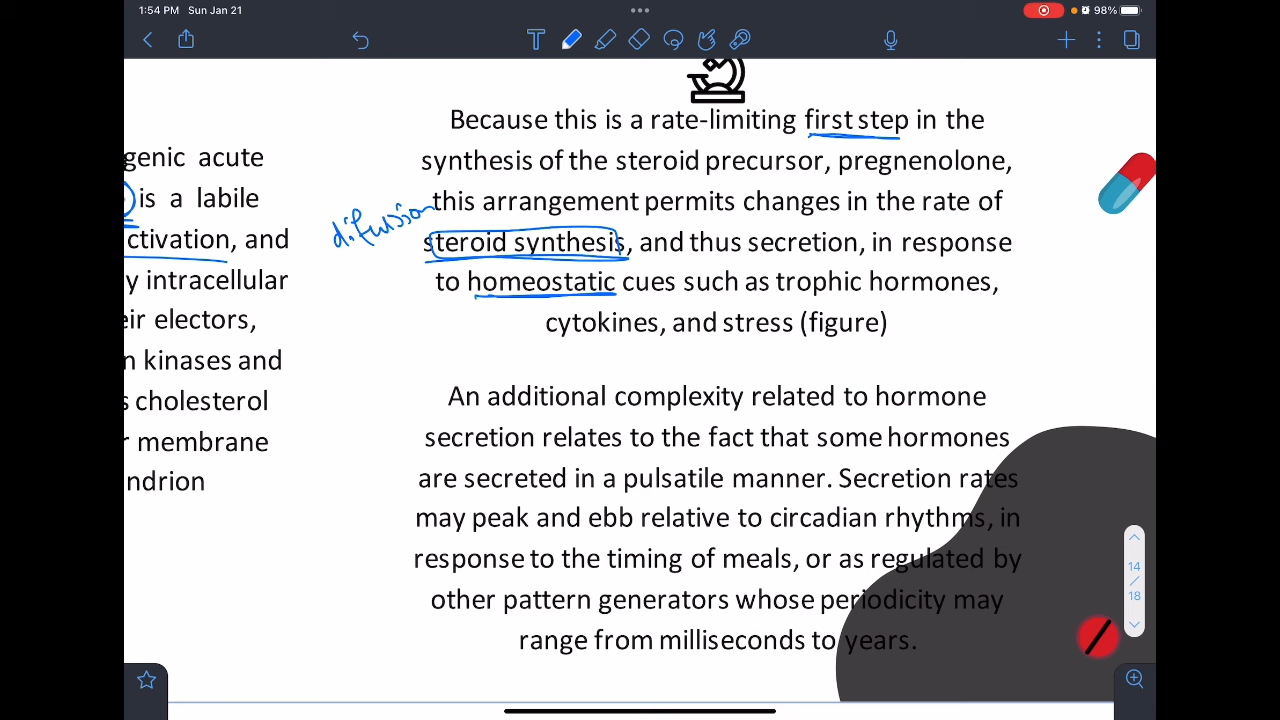 1:54 PM Sun Jan 21
98%
genic acute
is a labile
ctivation, and
y intracellular
eir electors,
n kinases and
s cholesterol
r membrane
ndrion
Because this is a rate-limiting first step in the
synthesis of the steroid precursor, pregnenolone,
this arrangement permits changes in the rate of
difussion
steroid synthesis, and thus secretion, in response
to homeostatic cues such as trophic hormones,
cytokines, and stress (figure)
An additional complexity related to hormone
secretion relates to the fact that some hormones
are secreted in a pulsatile manner. Secretion rates
may peak and ebb relative to circadian rhythms, in
response to the timing of meals, or as regulated by
other pattern generators whose periodicity may
range from milliseconds to years.
14
/
18